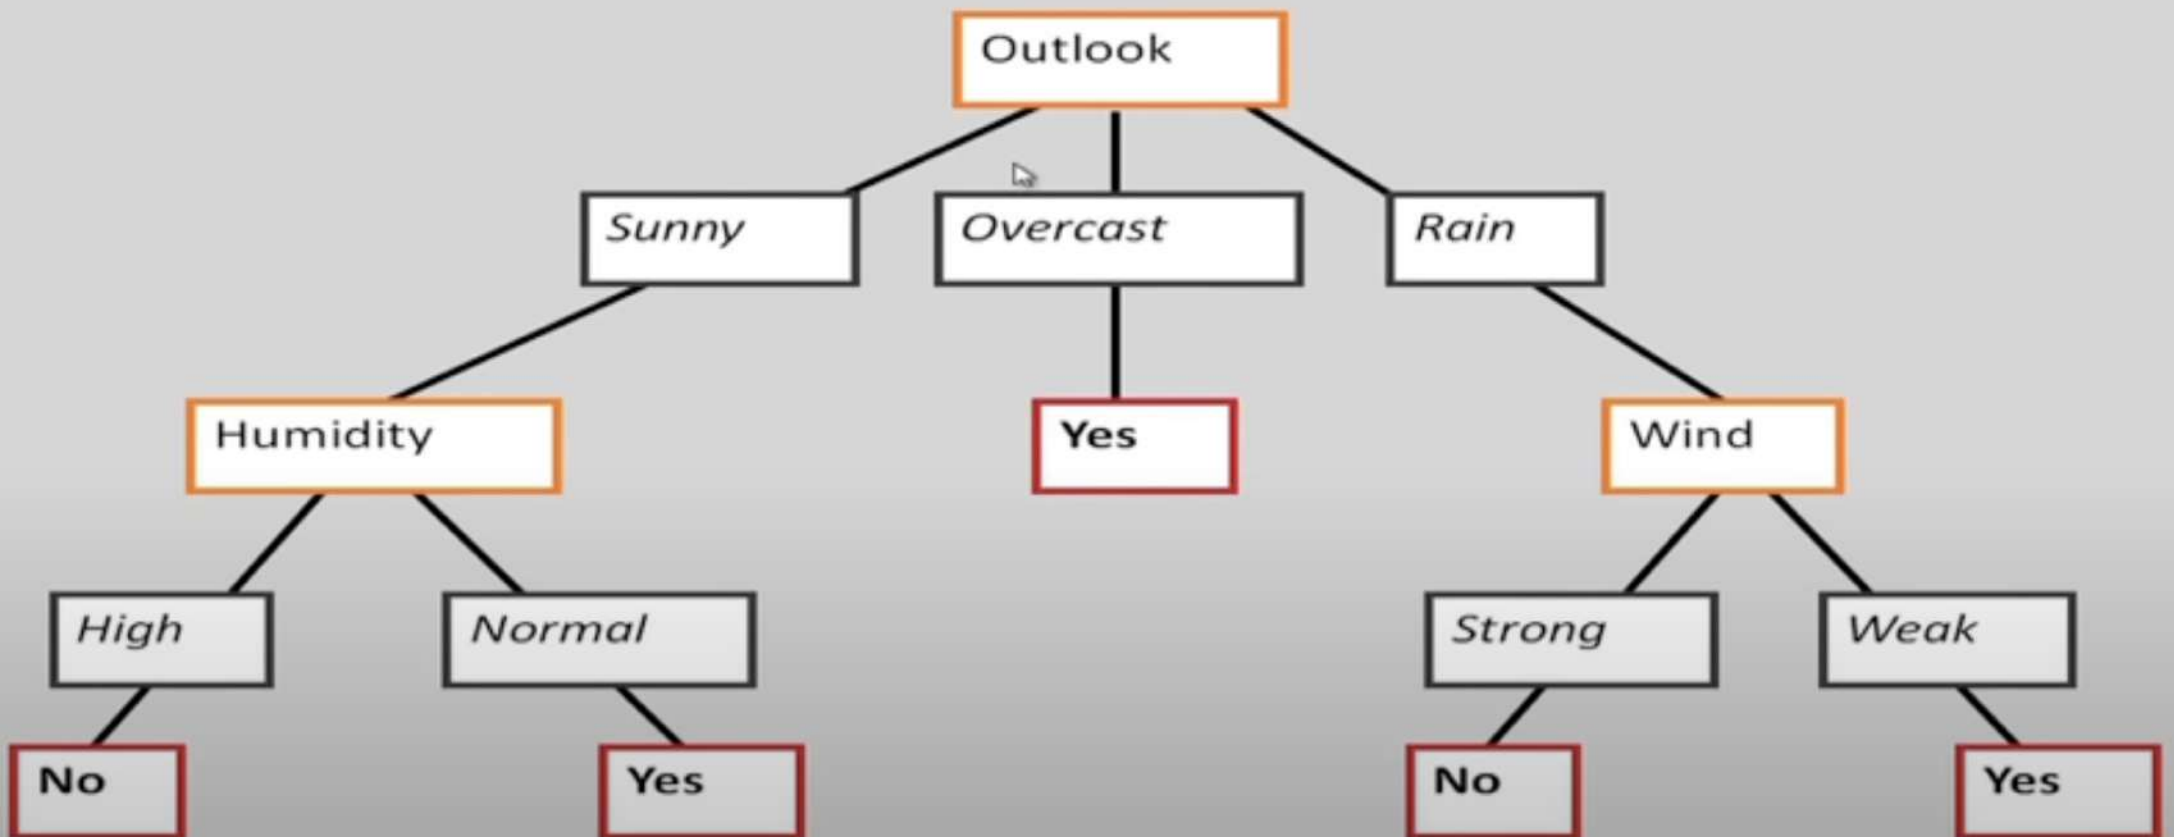 Outlook
Sunny
Overcast
Rain
Humidity
Yes
Wind
High
Normal
Strong
Weak
No
Yes
No
Yes